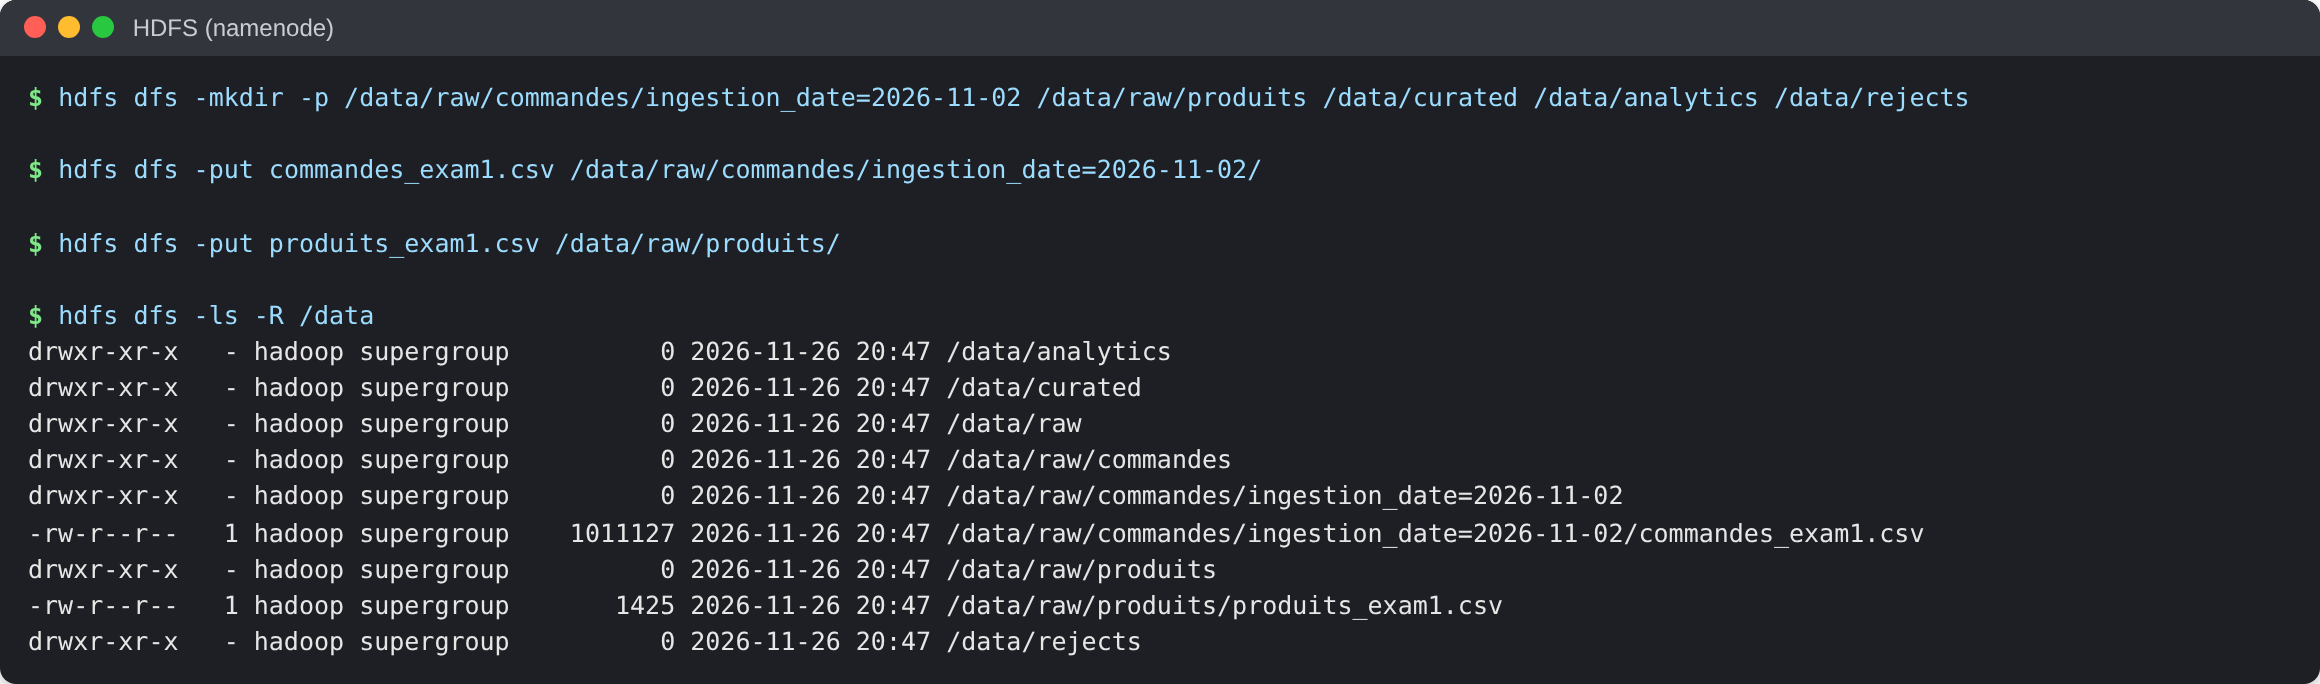 HDFS (namenode)
$ hdfs dfs -mkdir -p /data/raw/commandes/ingestion_date=2026-11-02 /data/raw/produits /data/curated /data/analytics /data/rejects
$ hdfs dfs -put commandes_exam1.csv /data/raw/commandes/ingestion_date=2026-11-02/
$ hdfs dfs -put produits_exam1.csv /data/raw/produits/
$ hdfs dfs -ls -R /data
drwxr-xr-x   - hadoop supergroup          0 2026-11-26 20:47 /data/analytics
drwxr-xr-x   - hadoop supergroup          0 2026-11-26 20:47 /data/curated
drwxr-xr-x   - hadoop supergroup          0 2026-11-26 20:47 /data/raw
drwxr-xr-x   - hadoop supergroup          0 2026-11-26 20:47 /data/raw/commandes
drwxr-xr-x   - hadoop supergroup          0 2026-11-26 20:47 /data/raw/commandes/ingestion_date=2026-11-02
-rw-r--r--   1 hadoop supergroup    1011127 2026-11-26 20:47 /data/raw/commandes/ingestion_date=2026-11-02/commandes_exam1.csv
drwxr-xr-x   - hadoop supergroup          0 2026-11-26 20:47 /data/raw/produits
-rw-r--r--   1 hadoop supergroup       1425 2026-11-26 20:47 /data/raw/produits/produits_exam1.csv
drwxr-xr-x   - hadoop supergroup          0 2026-11-26 20:47 /data/rejects